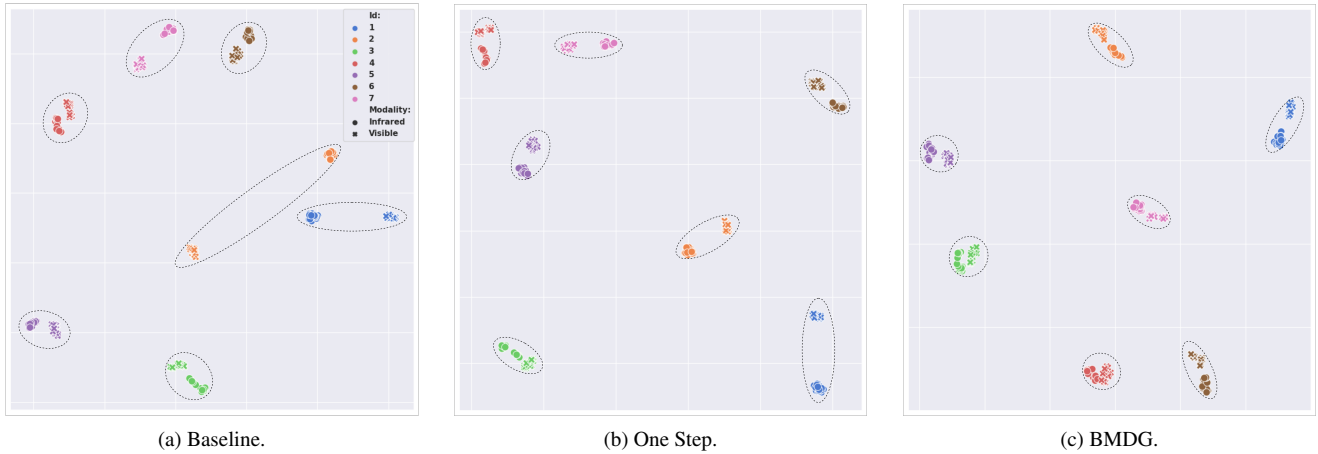 Id:
1
2
3
4
5
6
7
Modality:
Infrared
Visible
(a) Baseline.
(b) One Step.
(c) BMDG.